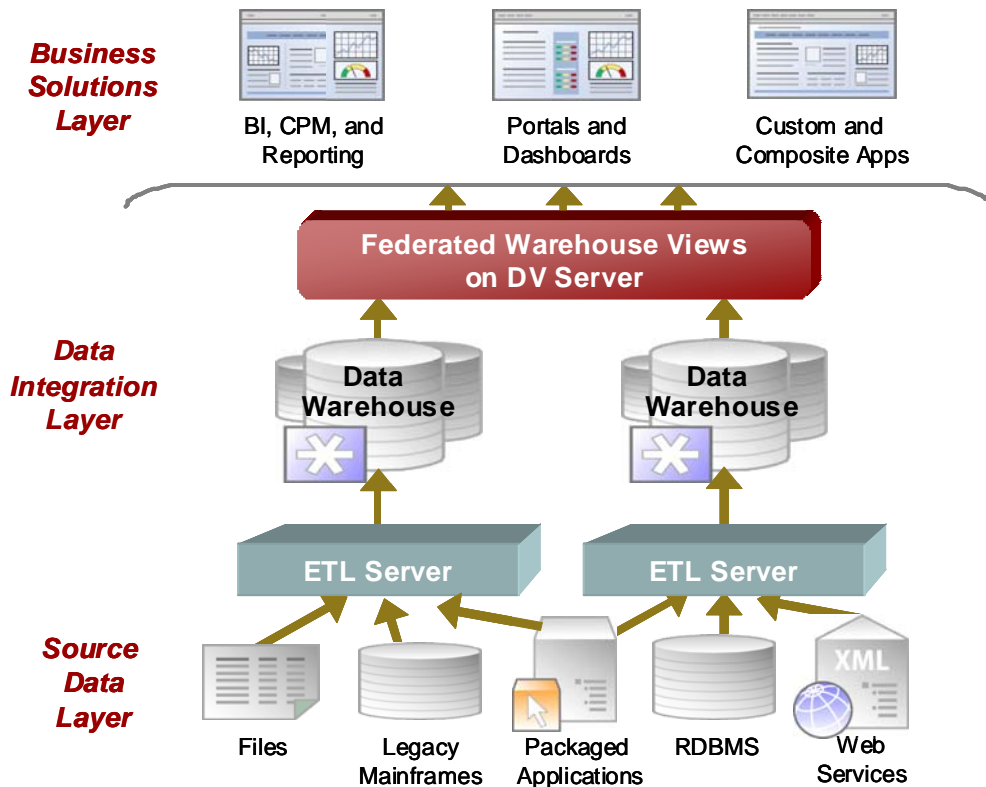 Business
Solutions
Layer
BI, CPM, and
Reporting
Portals and
Dashboards
Custom and
Composite Apps
Federated Warehouse Views
on DV Server
Data
Integration
Layer
Data
Warehouse
Data
Warehouse
ETL Server
ETL Server
Source
Data
Layer
XML
Files
Legacy
Mainframes
Packaged
Applications
RDBMS
Web
Services